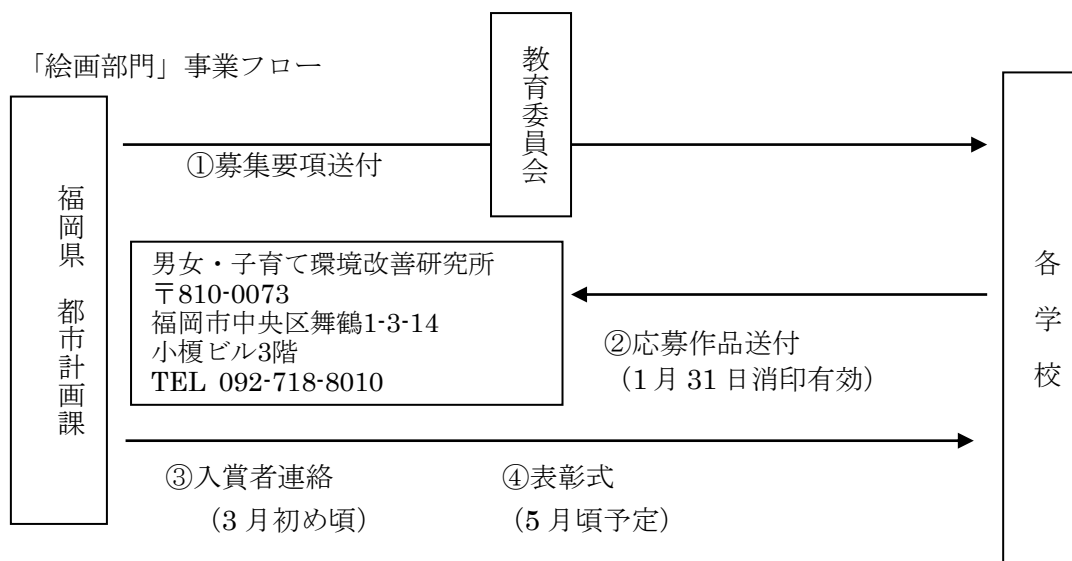 「絵画部門」事業フロー
教育委員会
①募集要項送付
福岡県 都市計画課
男女・子育て環境改善研究所
〒810-0073
福岡市中央区舞鶴1-3-14
小榎ビル3階
TEL 092-718-8010
②応募作品送付
（1月31日消印有効）
各学校
③入賞者連絡
（3月初め頃）
④表彰式
（5月頃予定）